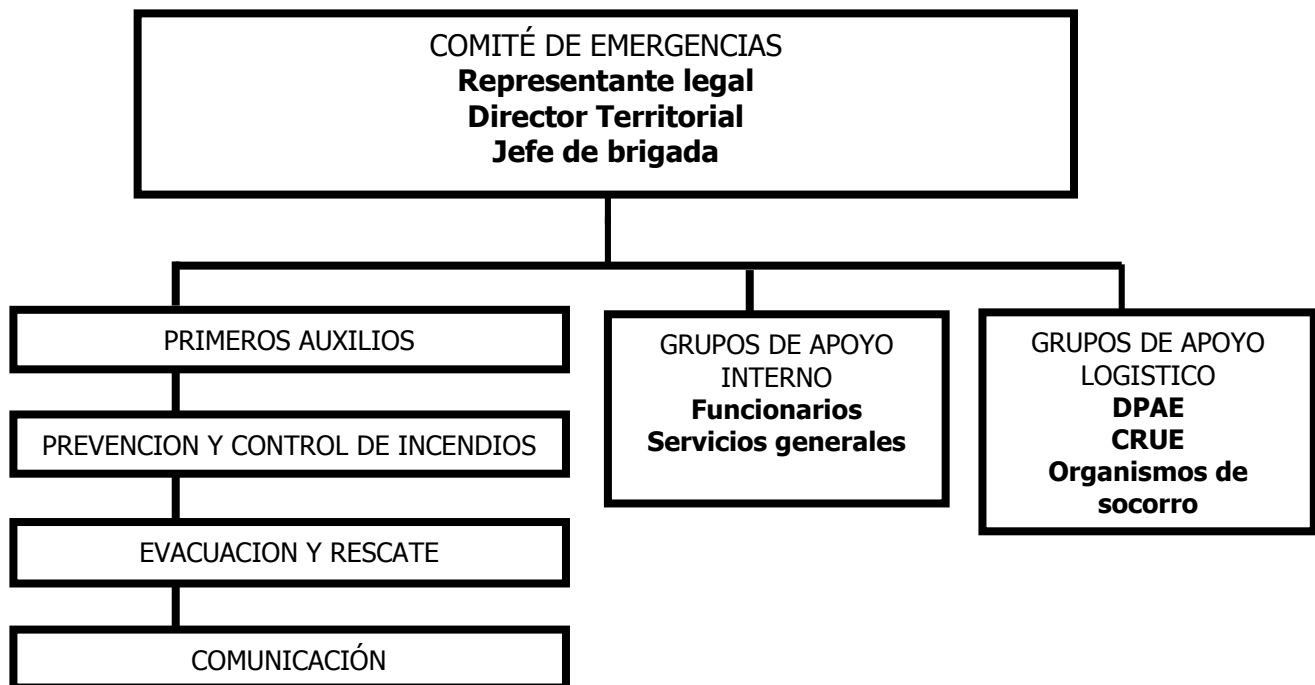 COMITÉ DE EMERGENCIAS
Representante legal
Director Territorial
Jefe de brigada
PRIMEROS AUXILIOS
PREVENCION Y CONTROL DE INCENDIOS
EVACUACION Y RESCATE
COMUNICACIÓN
GRUPOS DE APOYO
INTERNO
Funcionarios
Servicios generales
GRUPOS DE APOYO
LOGISTICO
DPAE
CRUE
Organismos de
socorro